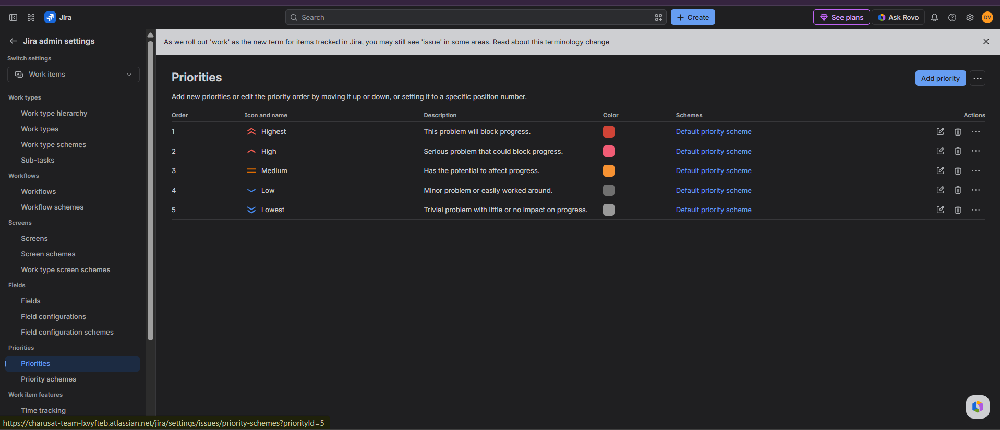 Jira
Search
Create
See plans
Ask Rovo
DV
Jira admin settings
Switch settings
Work items
Work types
Work type hierarchy
Work types
Work type schemes
Sub-tasks
Workflows
Workflows
Workflow schemes
Screens
Screens
Screen schemes
Work type screen schemes
Fields
Fields
Field configurations
Field configuration schemes
Priorities
Priorities
Priority schemes
Work item features
Time tracking
https://charusat-team-lxvyfteb.atlassian.net/jira/settings/issues/priority-schemes?priorityId=5
As we roll out 'work' as the new term for items tracked in Jira, you may still see 'issue' in some areas. Read about this terminology change
Priorities
Add priority
Add new priorities or edit the priority order by moving it up or down, or setting it to a specific position number.
Order Icon and name Description Color Schemes Actions
1 Highest This problem will block progress. Default priority scheme
2 High Serious problem that could block progress. Default priority scheme
3 Medium Has the potential to affect progress. Default priority scheme
4 Low Minor problem or easily worked around. Default priority scheme
5 Lowest Trivial problem with little or no impact on progress. Default priority scheme